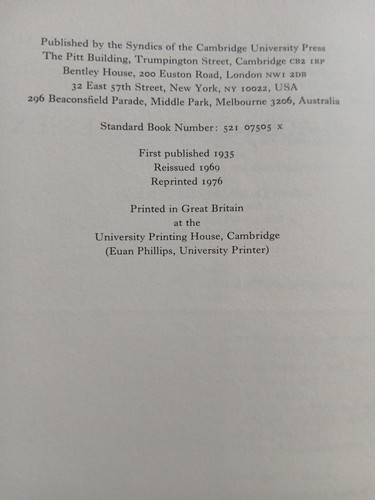 Published by the Syndics of the Cambridge University Press
The Pitt Building, Trumpington Street, Cambridge CB2 1RP
Bentley House, 200 Euston Road, London NW1 2DB
32 East 57th Street, New York, NY 10022, USA
296 Beaconsfield Parade, Middle Park, Melbourne 3206, Australia
Standard Book Number: 521 07505 X
First published 1935
Reissued 1969
Reprinted 1976
Printed in Great Britain
at the
University Printing House, Cambridge
(Euan Phillips, University Printer)